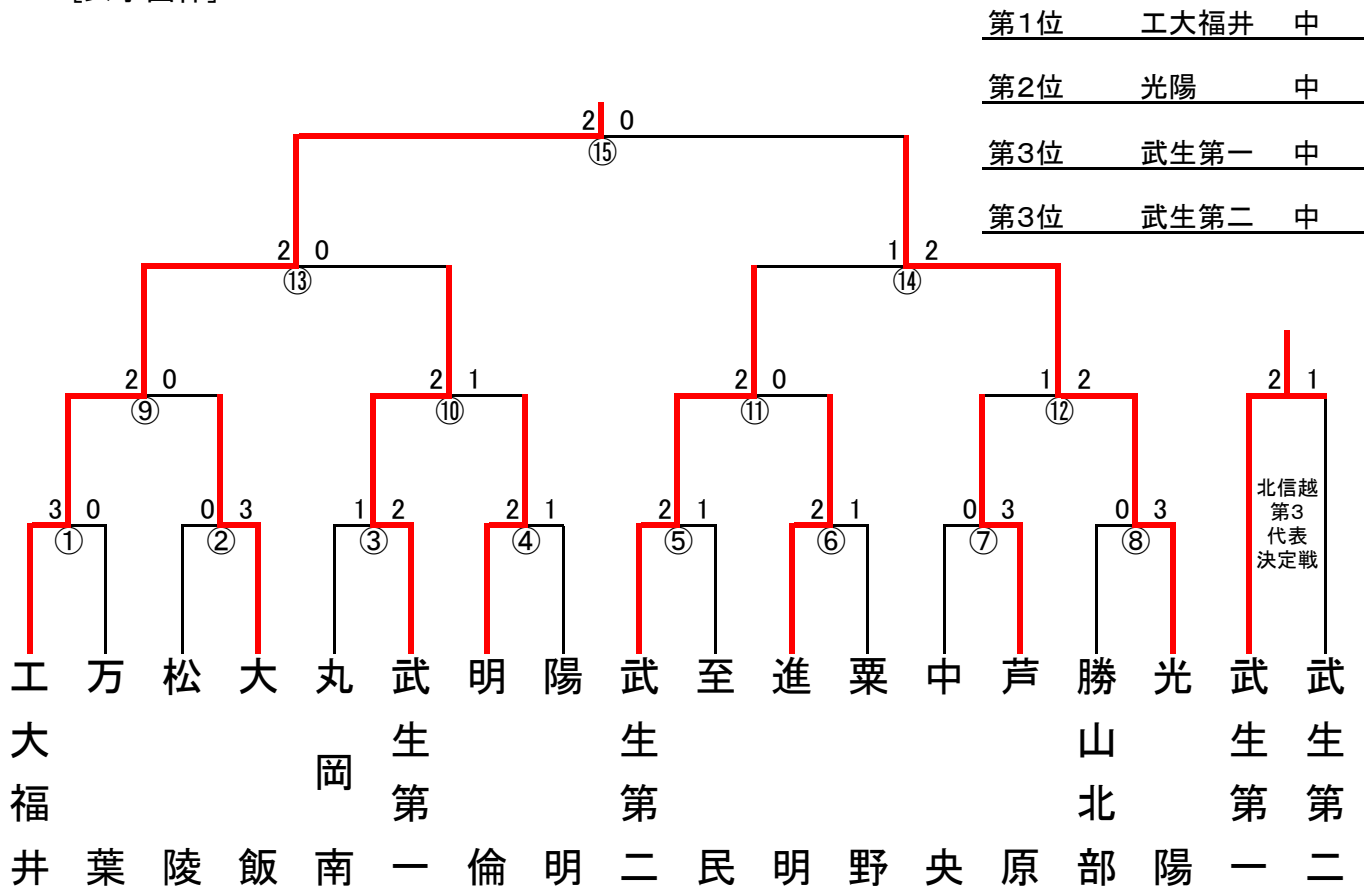 第1位 工大福井 中
第2位 光陽 中
第3位 武生第一 中
第3位 武生第二 中
2 0
⑮
2 0
⑬
1 2
⑭
2 0
⑨
2 1
⑩
2 0
⑪
1 2
⑫
2 1
3 0
①
0 3
②
1 2
③
2 1
④
2 1
⑤
2 1
⑥
0 3
⑦
0 3
⑧
北信越
第3
代表
決定戦
工大福井
万葉
松陵
大飯
丸岡南
武生第一
明倫
陽明
武生第二
至民
進明
粟野
中央
芦原
勝山北部
光陽
武生第一
武生第二